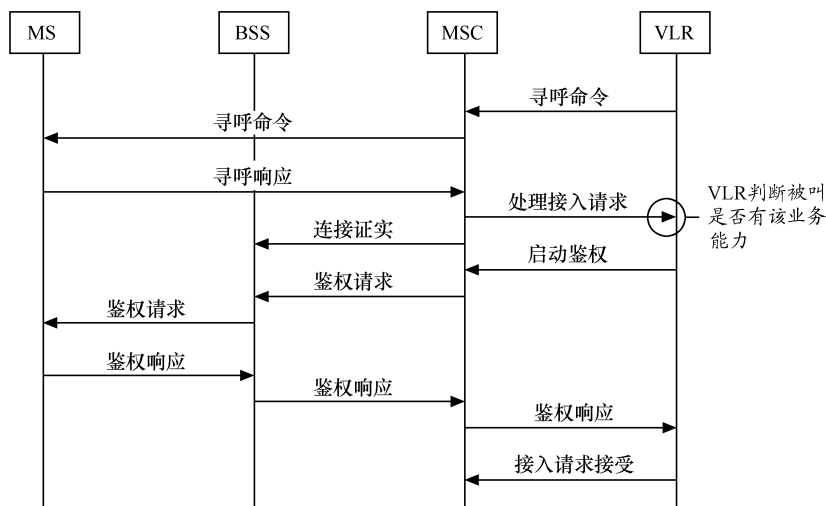 MS
BSS
MSC
VLR
寻呼命令
寻呼命令
寻呼响应
处理接入请求
VLR判断被叫
是否有该业务
能力
连接证实
启动鉴权
鉴权请求
鉴权请求
鉴权响应
鉴权响应
鉴权响应
接入请求接受